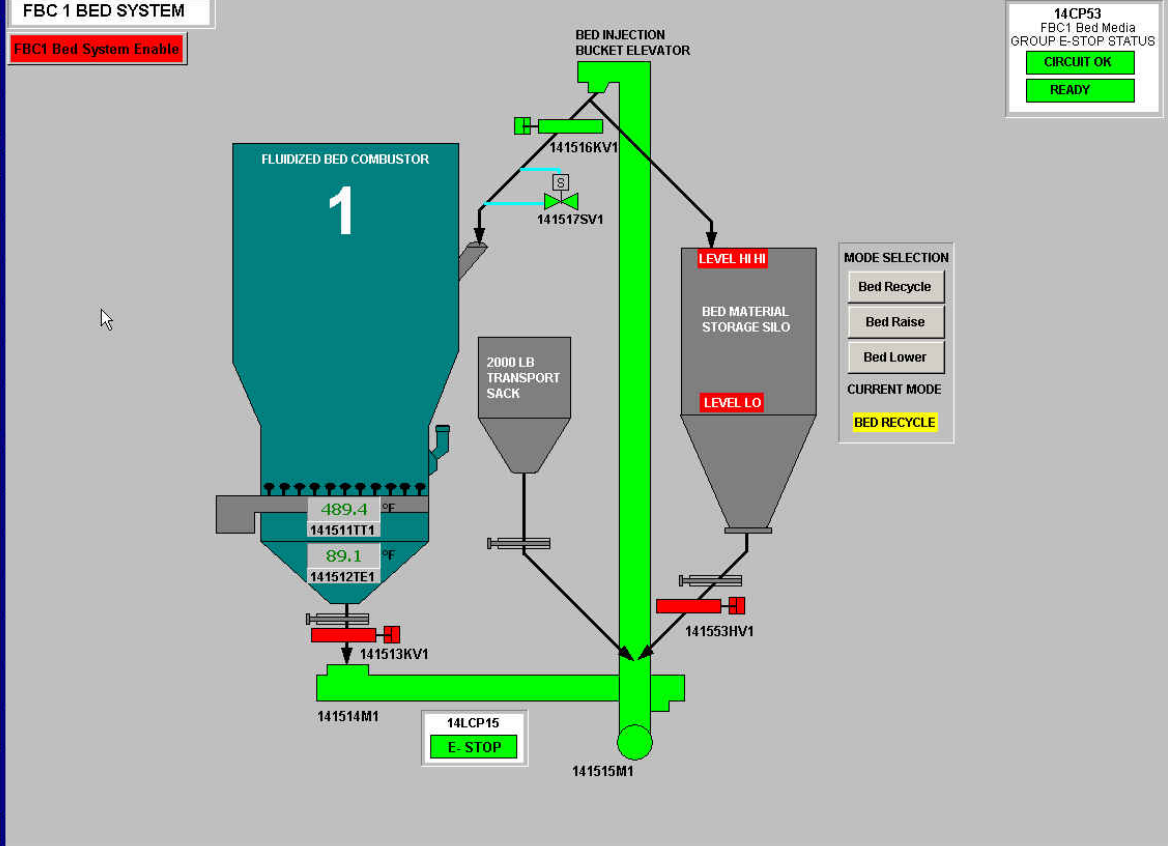 FBC 1 BED SYSTEM
FBC1 Bed System Enable
14CP53
FBC1 Bed Media
GROUP E-STOP STATUS
CIRCUIT OK
READY
BED INJECTION
BUCKET ELEVATOR
141516KV1
S
141517SV1
FLUIDIZED BED COMBUSTOR
1
LEVEL HI HI
BED MATERIAL
STORAGE SILO
LEVEL LO
MODE SELECTION
Bed Recycle
Bed Raise
Bed Lower
CURRENT MODE
BED RECYCLE
2000 LB
TRANSPORT
SACK
489.4 °F
141511TT1
89.1 °F
141512TE1
141553HV1
141513KV1
141514M1
14LCP15
E- STOP
141515M1